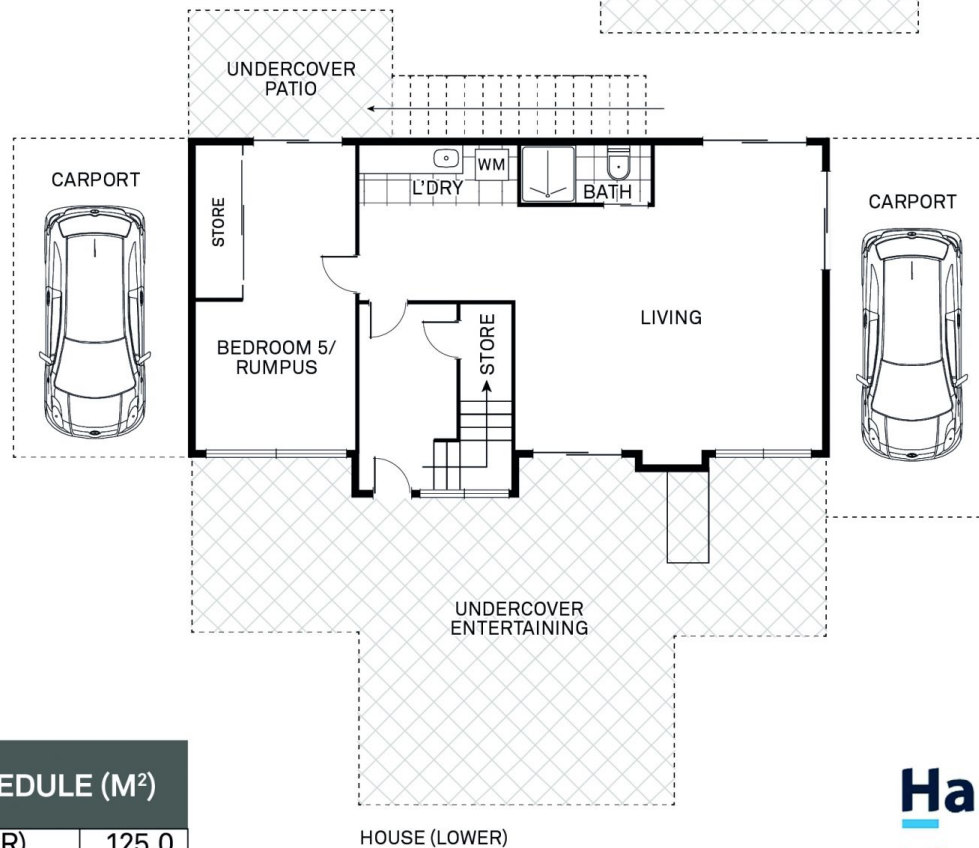 UNDERCOVER
PATIO
CARPORT
STORE
L'DRY
WM
BATH
CARPORT
LIVING
STORE
BEDROOM 5/
RUMPUS
UNDERCOVER
ENTERTAINING
EDULE (M²)
R) 125.0
HOUSE (LOWER)
Ha